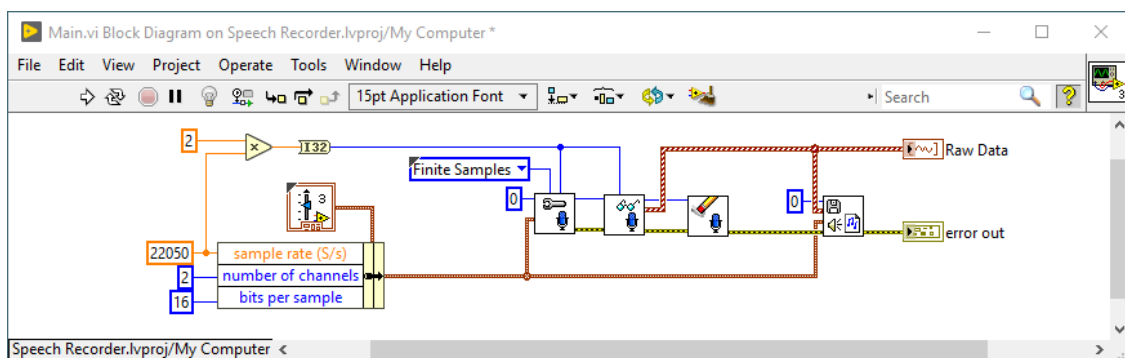 Main.vi Block Diagram on Speech Recorder.lvproj/My Computer *
File Edit View Project Operate Tools Window Help
15pt Application Font
Search
3
2
I32
Finite Samples
Raw Data
3
0
0
22050
sample rate (S/s)
error out
2
number of channels
16
bits per sample
Speech Recorder.lvproj/My Computer